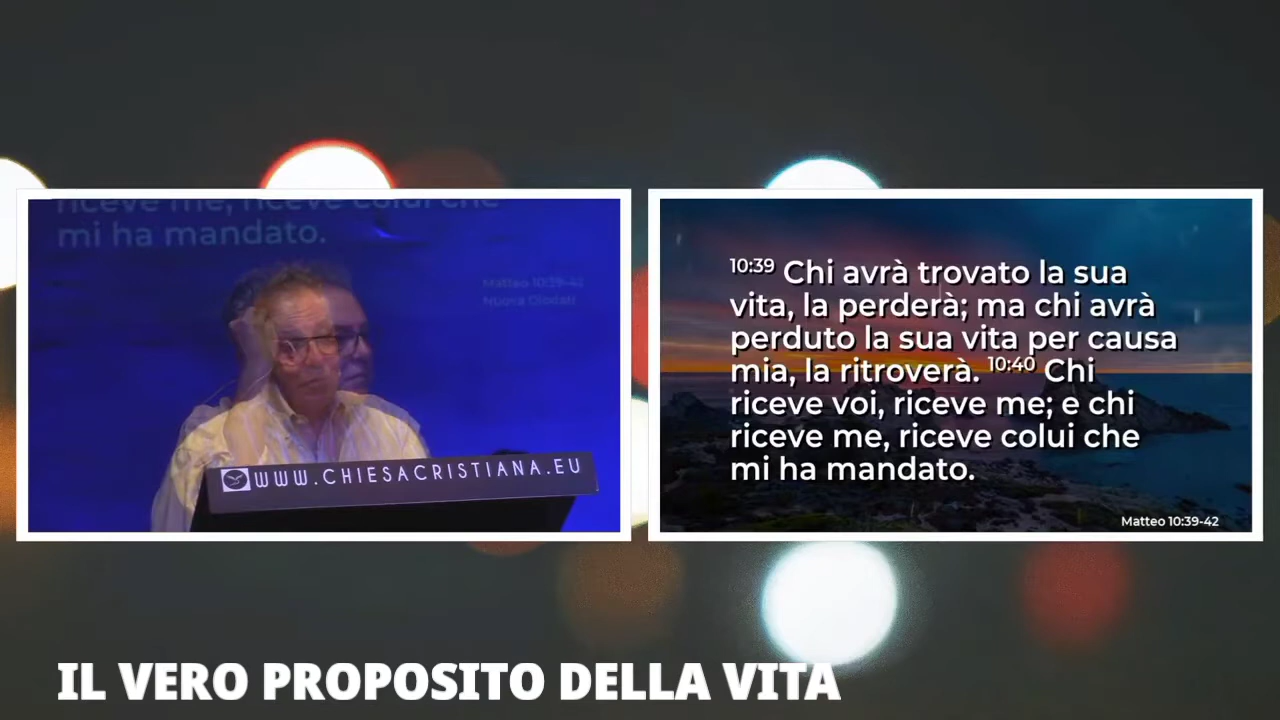 riceve me, riceve colui che
mi ha mandato.
Matteo 10:39-42
Nuova Diodati
WWW.CHIESACRISTIANA.EU
10:39 Chi avrà trovato la sua
vita, la perderà; ma chi avrà
perduto la sua vita per causa
mia, la ritroverà. 10:40 Chi
riceve voi, riceve me; e chi
riceve me, riceve colui che
mi ha mandato.
Matteo 10:39-42
IL VERO PROPOSITO DELLA VITA